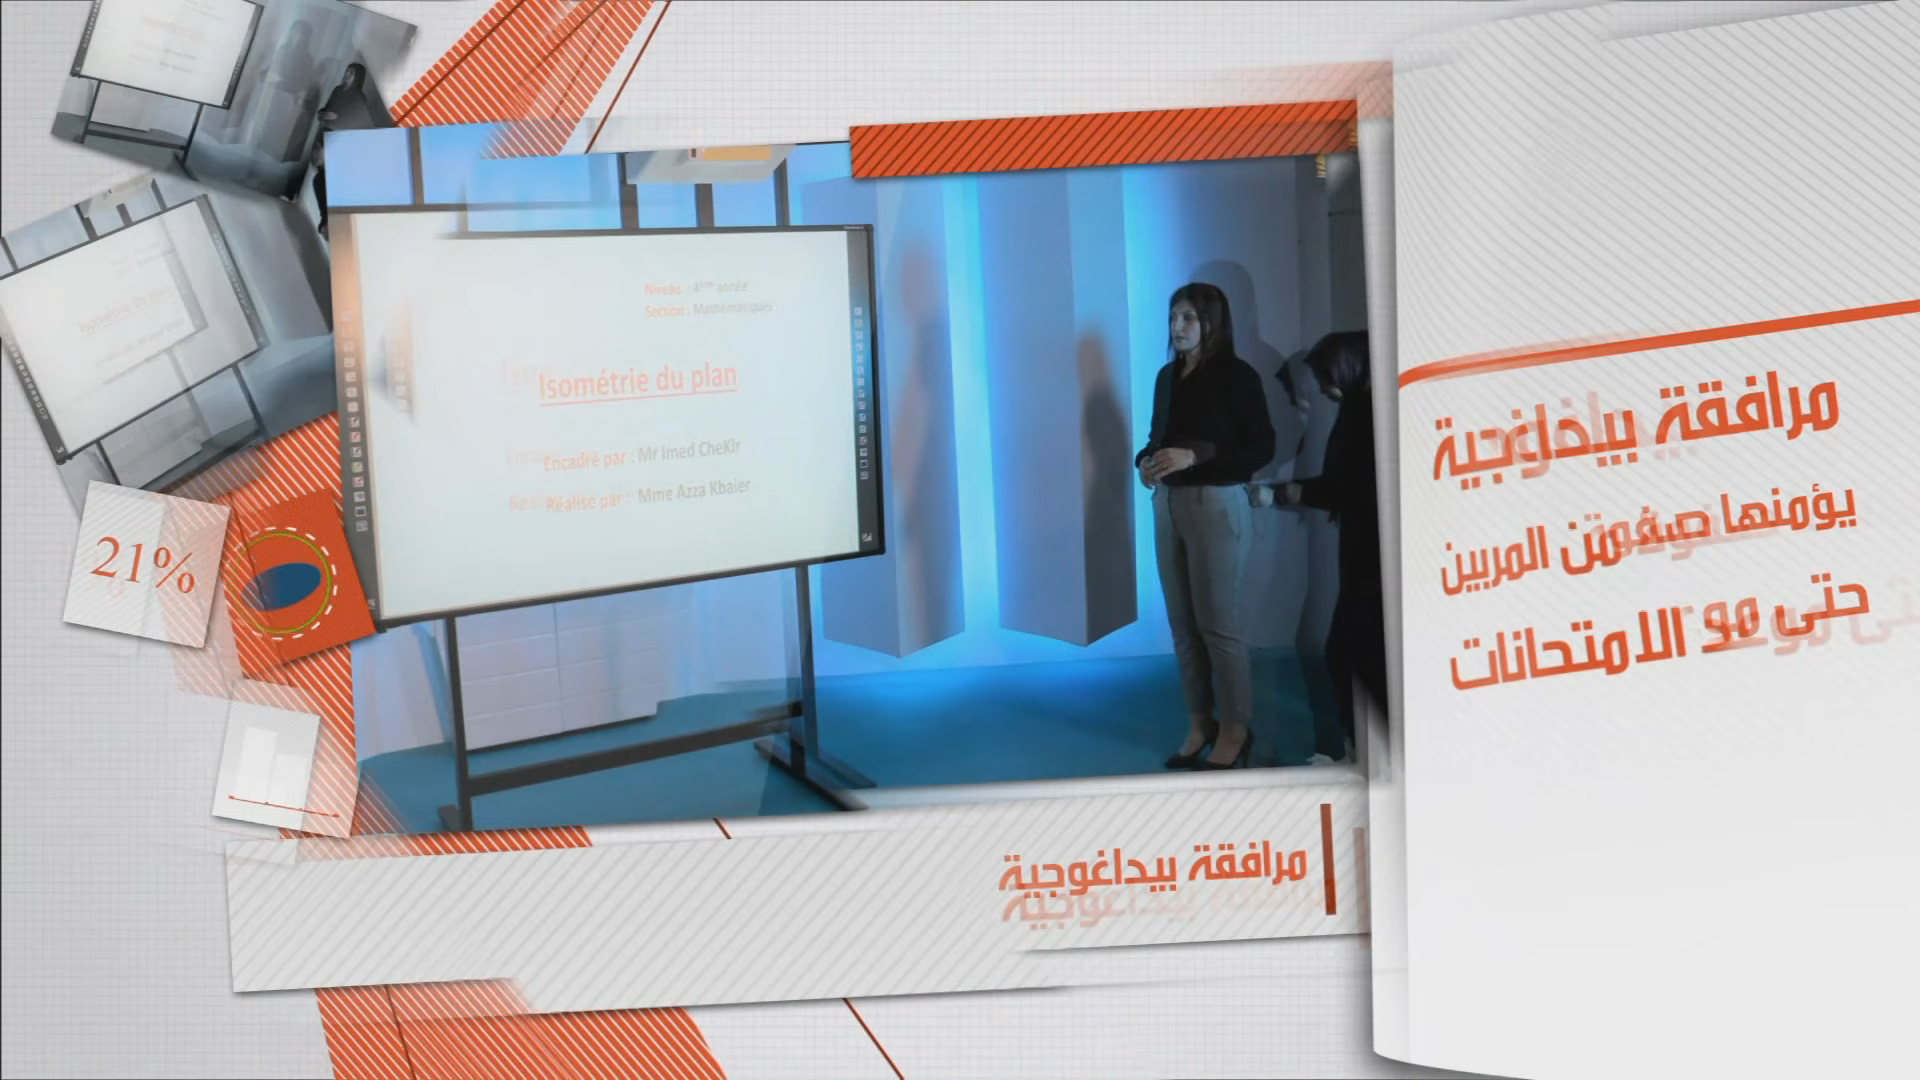 Niveau : 4ème année
Section : Mathématiques
Isométrie du plan
Encadré par : Mr Imed CheKir
Réalisé par : Mme Azza Kbaier
21%
مرافقة بيداغوجية
يؤمنها صفوة من المربين
حتى موعد الامتحانات
مرافقة بيداغوجية